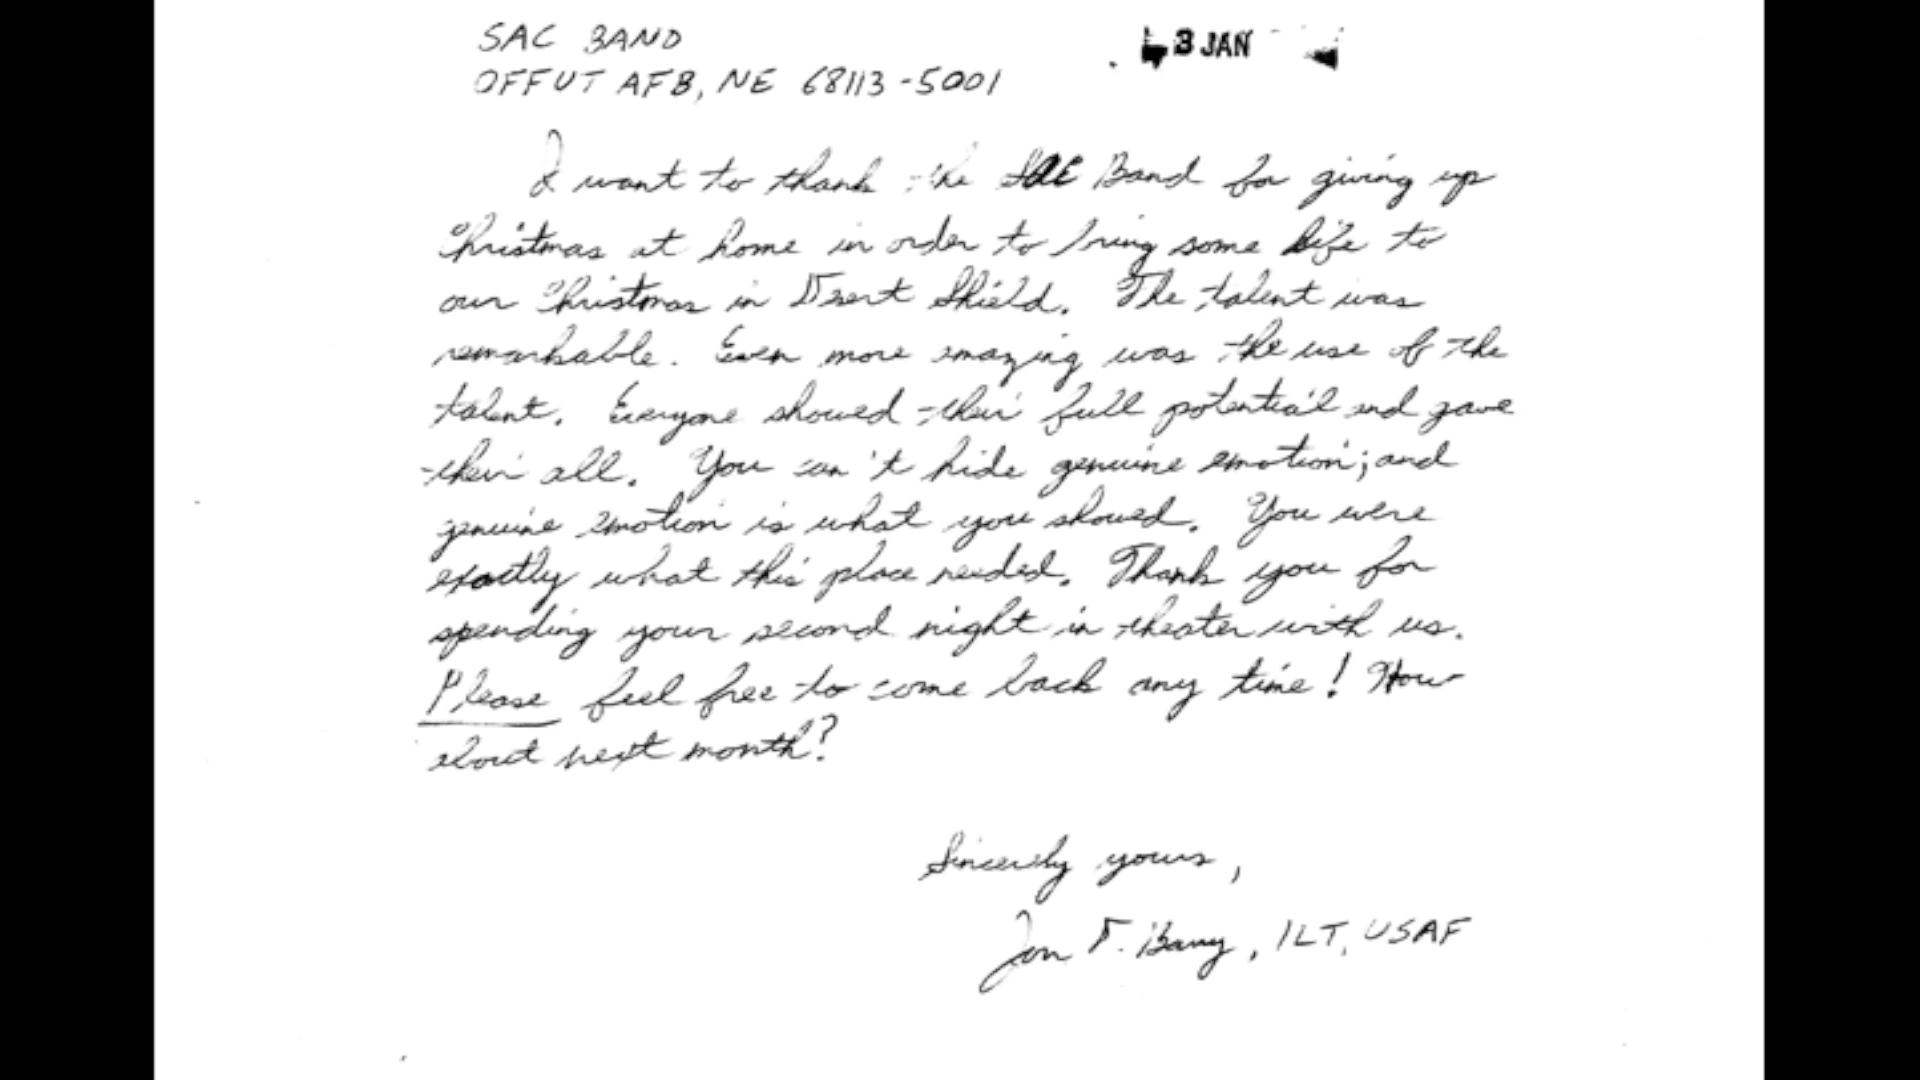 SAC BAND
3 JAN
OFFUT AFB, NE 68113-5001
I want to thank the SAC Band for giving up
Christmas at home in order to bring some life to
our Christmas in Desert Shield. The talent was
remarkable. Even more amazing was the use of the
talent. Everyone showed their full potential and gave
their all. You can't hide genuine emotion; and
genuine emotion is what you showed. You were
exactly what this place needed. Thank you for
spending your second night in theater with us.
Please feel free to come back any time! How
about next month?
Sincerely yours,
Jon D. Barry, 1LT, USAF